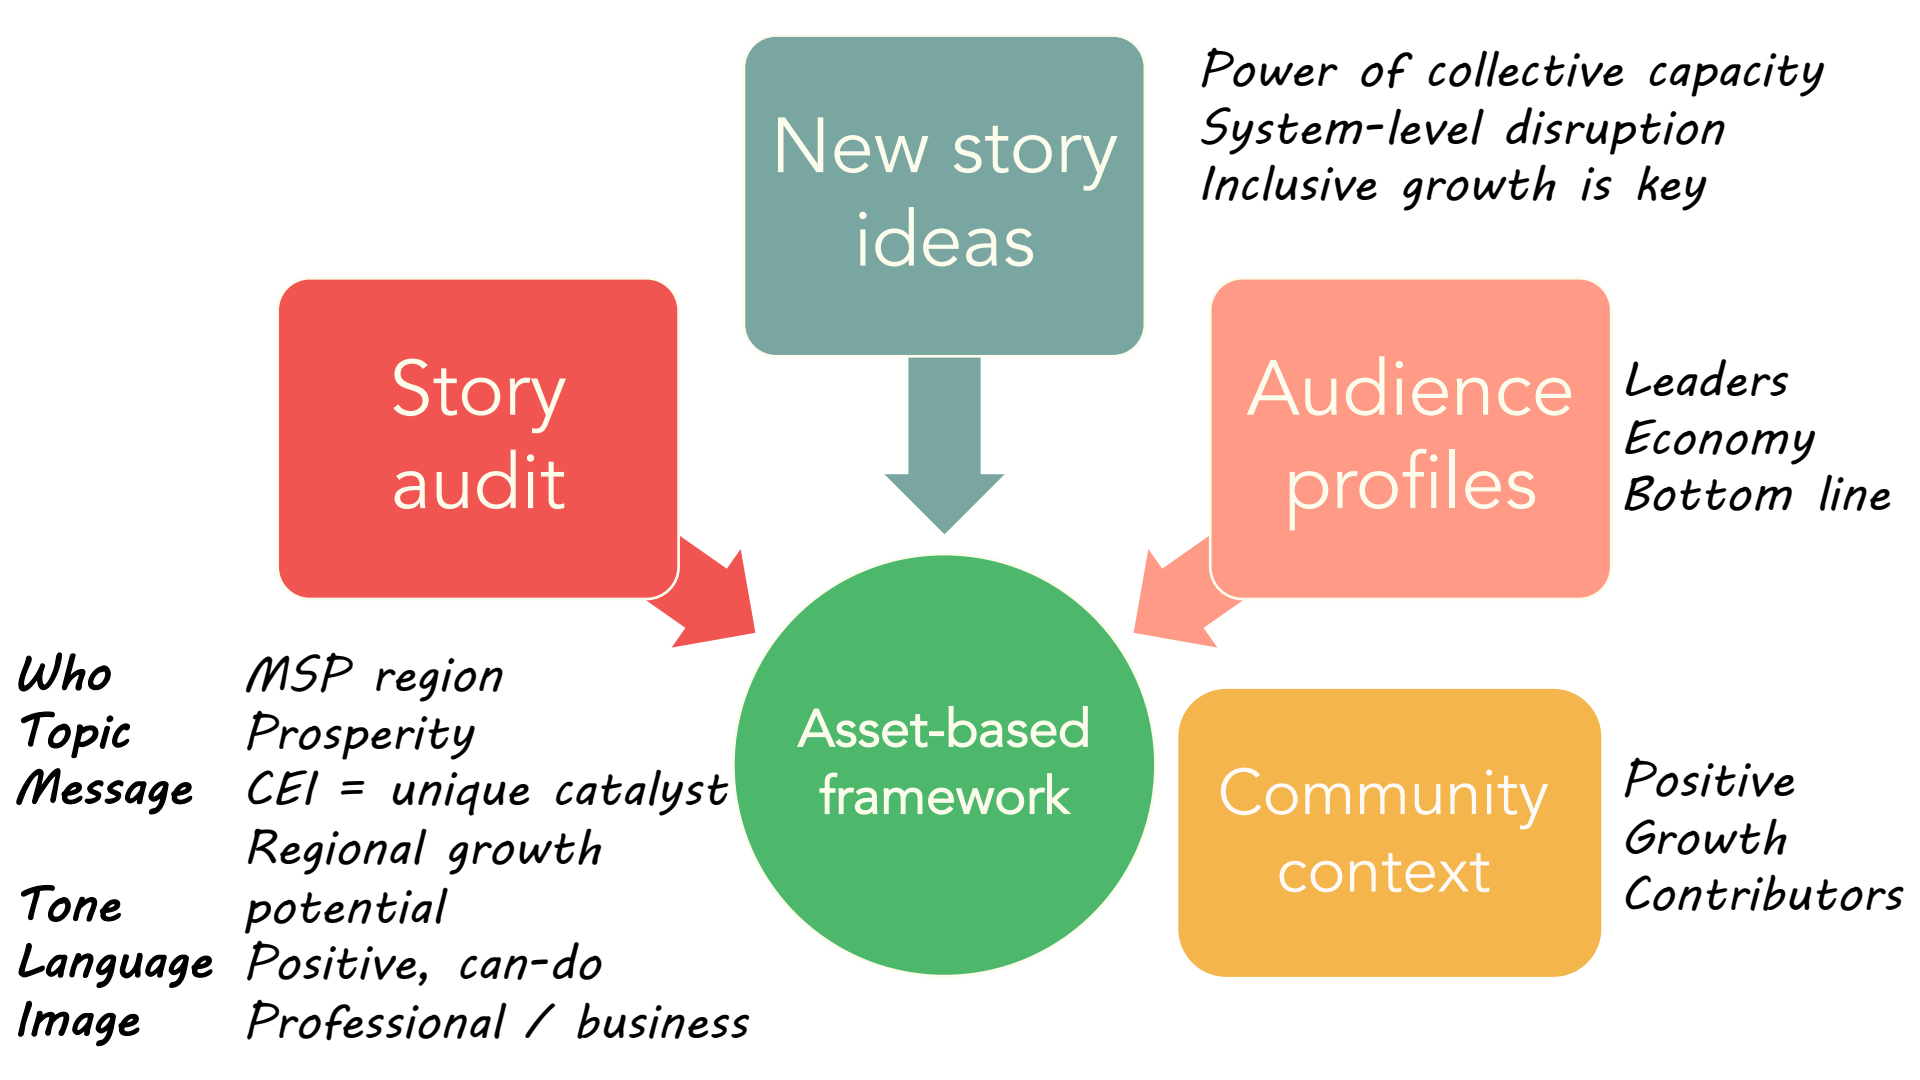 New story
ideas
Power of collective capacity
System-level disruption
Inclusive growth is key
Story
audit
Audience
profiles
Leaders
Economy
Bottom line
Who MSP region
Topic Prosperity
Message CEI = unique catalyst
Regional growth
Tone potential
Language Positive, can-do
Image Professional / business
Asset-based
framework
Community
context
Positive
Growth
Contributors